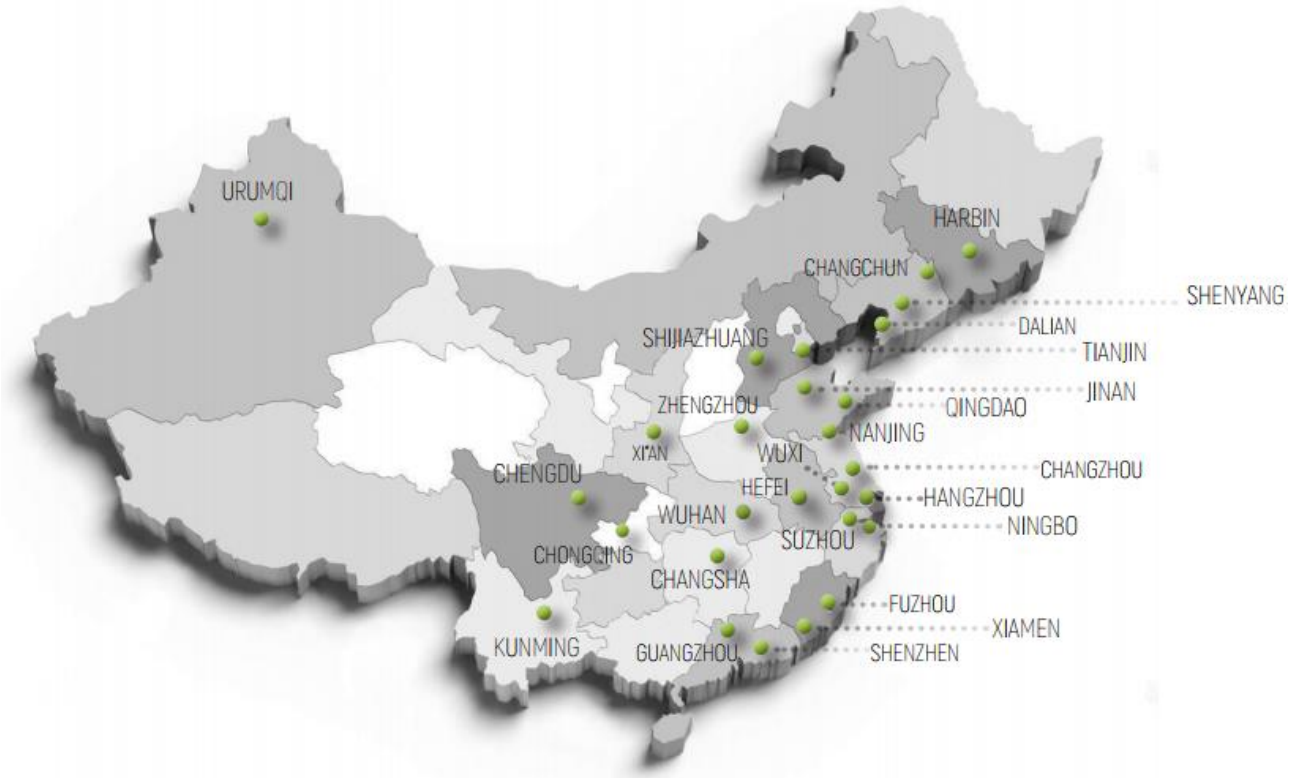 URUMQI
HARBIN
CHANGCHUN
SHENYANG
DALIAN
SHIJIAZHUANG
TIANJIN
JINAN
ZHENGZHOU
QINGDAO
NANJING
XI'AN
WUXI
CHANGZHOU
CHENGDU
HEFEI
HANGZHOU
WUHAN
NINGBO
SUZHOU
CHONGQING
CHANGSHA
FUZHOU
XIAMEN
KUNMING
GUANGZHOU
SHENZHEN